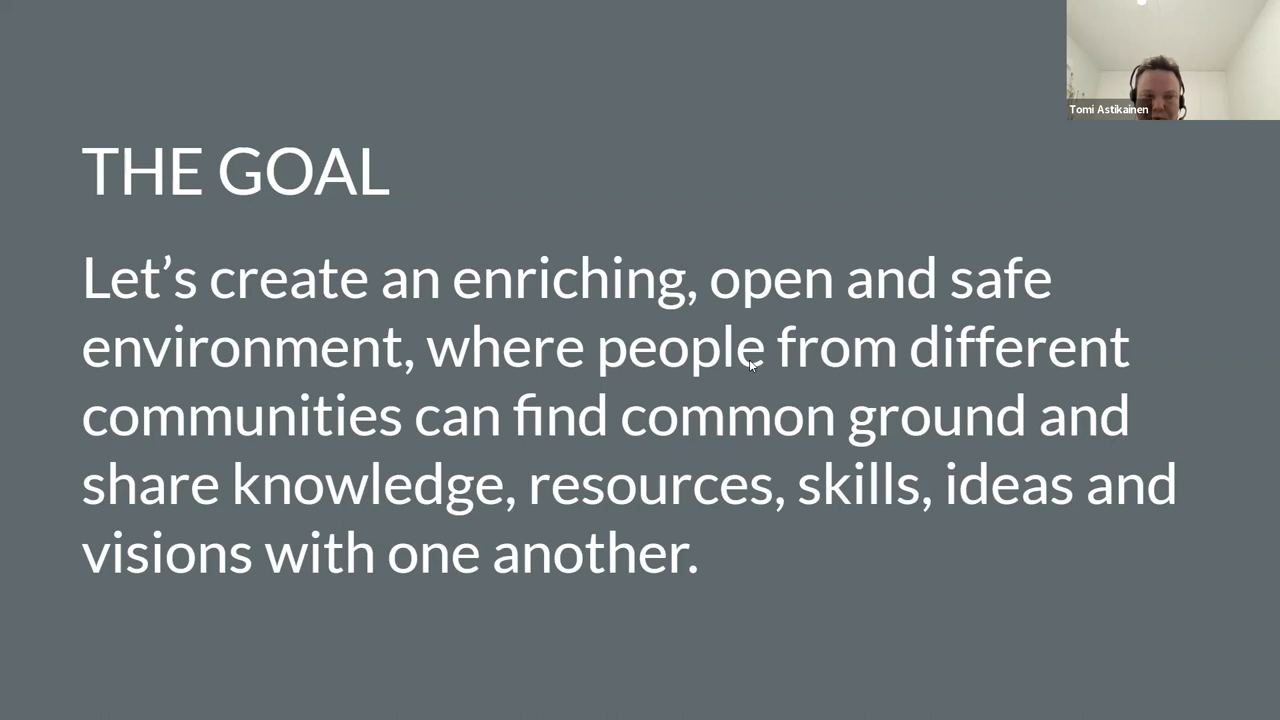 Tomi Astikainen
THE GOAL
Let’s create an enriching, open and safe
environment, where people from different
communities can find common ground and
share knowledge, resources, skills, ideas and
visions with one another.